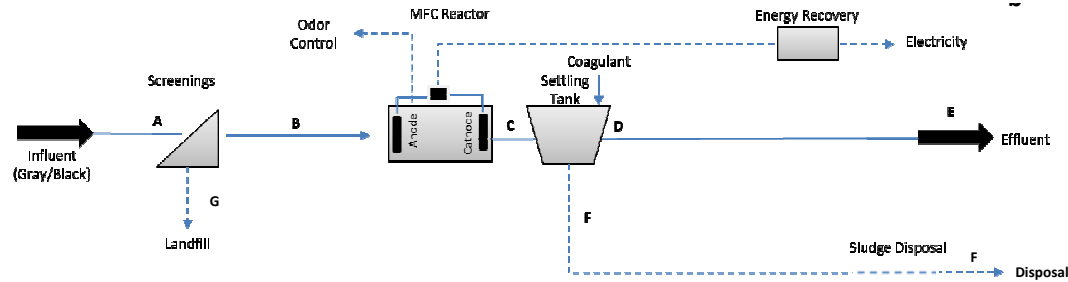 MFC Reactor
Energy Recovery
Odor
Control
Electricity
Coagulant
Settling
Tank
Screenings
A
B
Anode
Cathode
C
D
E
Influent
(Gray/Black)
Effluent
G
F
Landfill
Sludge Disposal
F
Disposal